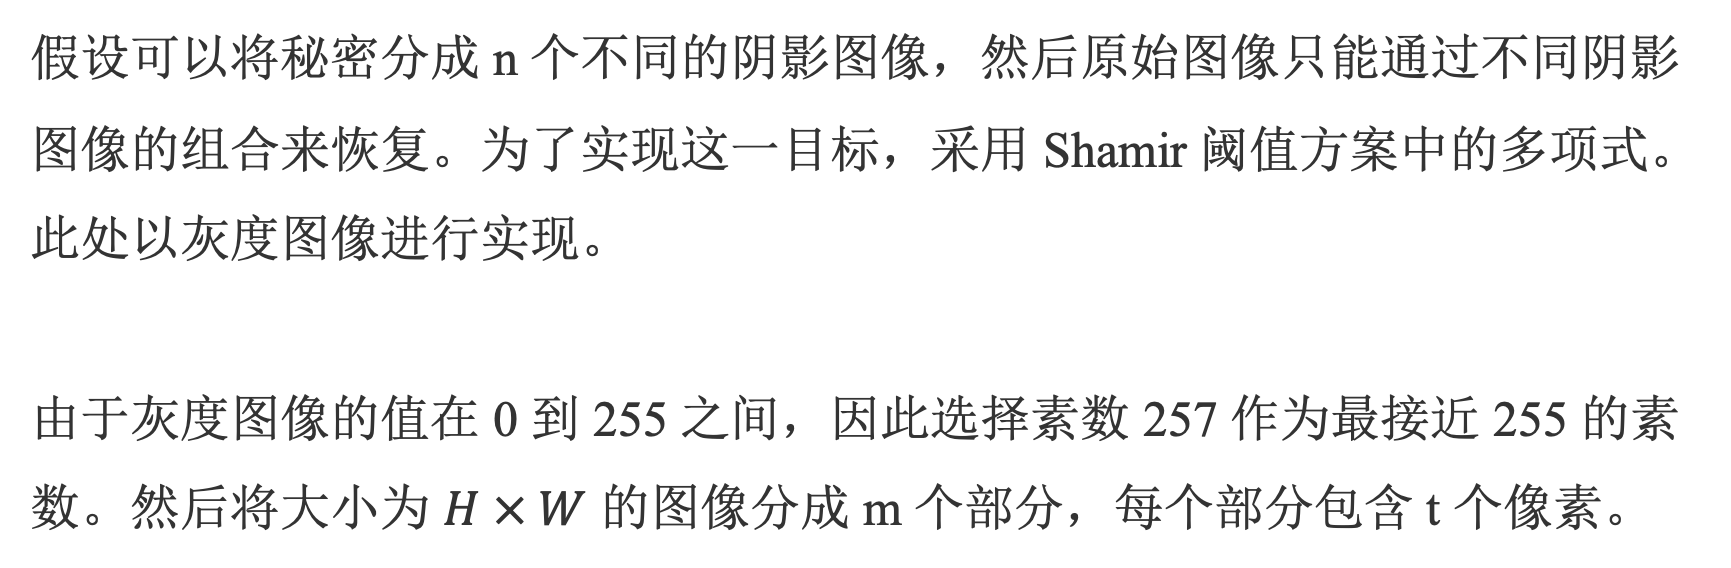 假设可以将秘密分成 n 个不同的阴影图像，然后原始图像只能通过不同阴影
图像的组合来恢复。为了实现这一目标，采用 Shamir 阈值方案中的多项式。
此处以灰度图像进行实现。
由于灰度图像的值在 0 到 255 之间，因此选择素数 257 作为最接近 255 的素
数。然后将大小为 H × W 的图像分成 m 个部分，每个部分包含 t 个像素。